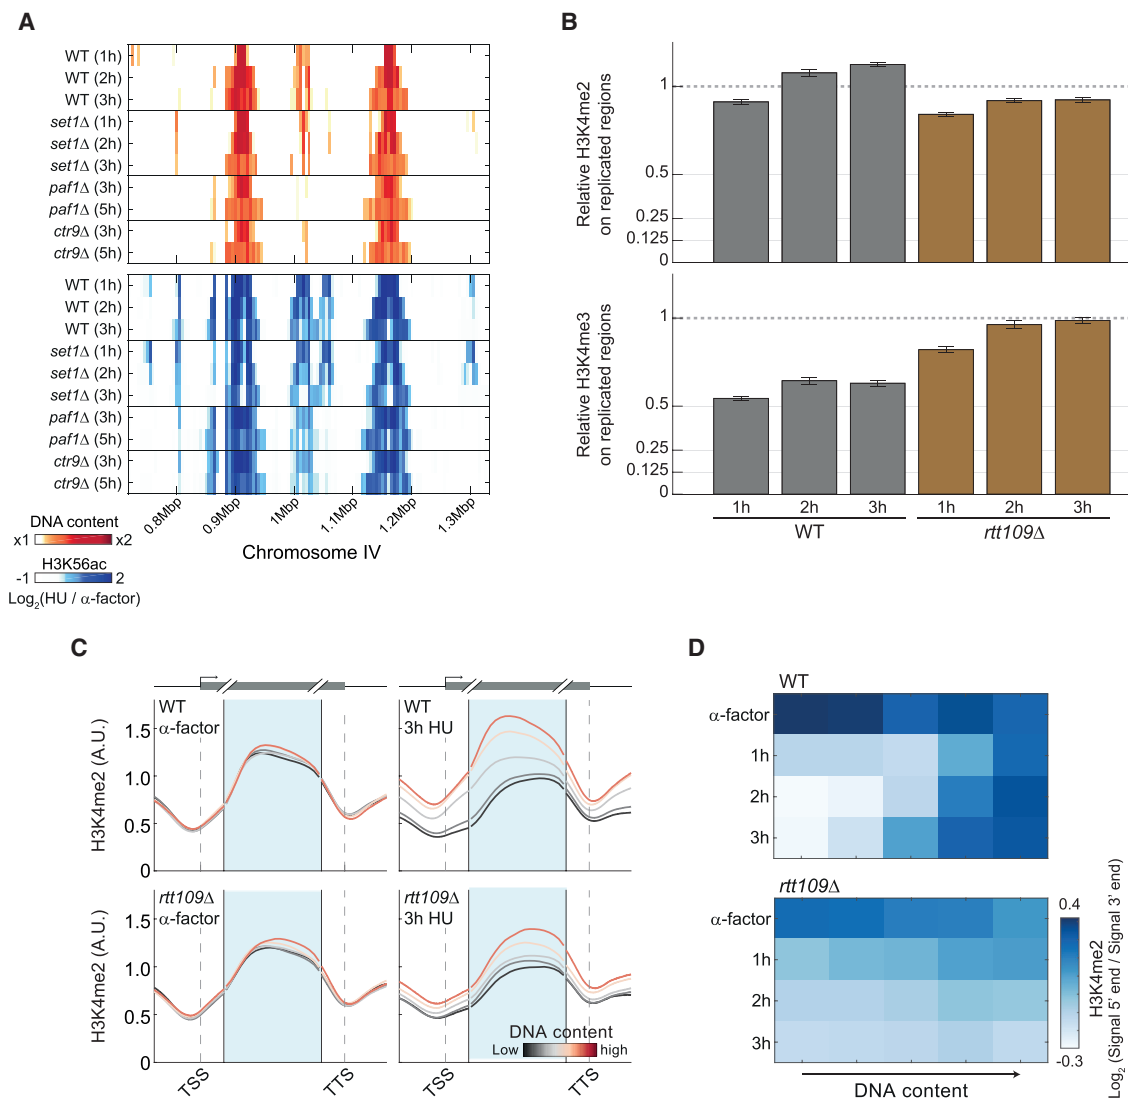 A
WT (1h)
WT (2h)
WT (3h)
set1Δ (1h)
set1Δ (2h)
set1Δ (3h)
paf1Δ (3h)
paf1Δ (5h)
ctr9Δ (3h)
ctr9Δ (5h)
WT (1h)
WT (2h)
WT (3h)
set1Δ (1h)
set1Δ (2h)
set1Δ (3h)
paf1Δ (3h)
paf1Δ (5h)
ctr9Δ (3h)
ctr9Δ (5h)
0.8Mbp
0.9Mbp
1Mbp
1.1Mbp
1.2Mbp
1.3Mbp
Chromosome IV
DNA content
x1 x2
H3K56ac
-1 2
Log2(HU / α-factor)
B
Relative H3K4me2
on replicated regions
1
0.5
0.25
0.125
0
Relative H3K4me3
on replicated regions
1
0.5
0.25
0.125
0
1h 2h 3h 1h 2h 3h
WT rtt109Δ
C
H3K4me2 (A.U.)
1.5
1.0
0.5
0
WT
α-factor
WT
3h HU
H3K4me2 (A.U.)
1.5
1.0
0.5
0
rtt109Δ
α-factor
rtt109Δ
3h HU
DNA content
Low high
TSS
TTS
TSS
TTS
D
WT
α-factor
1h
2h
3h
rtt109Δ
α-factor
1h
2h
3h
DNA content
0.4
-0.3
H3K4me2
Log2 (Signal 5' end / Signal 3' end)